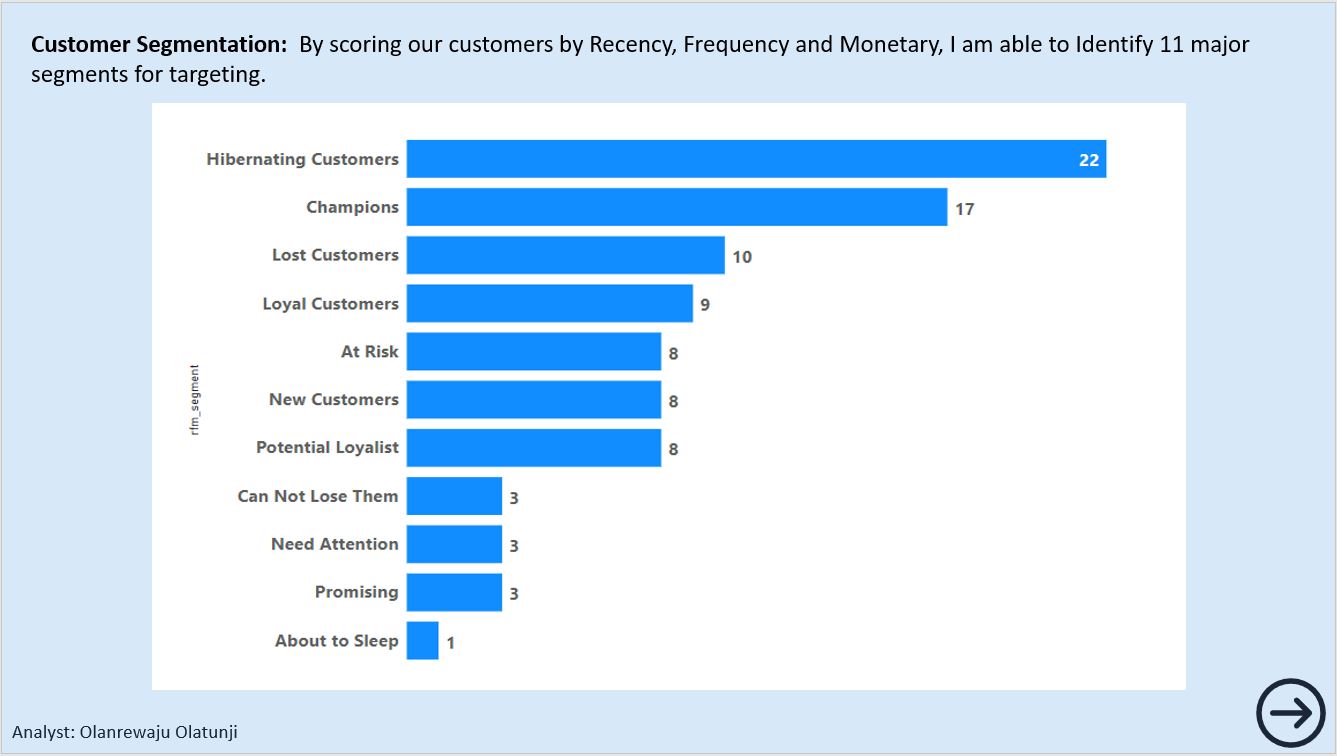 Customer Segmentation: By scoring our customers by Recency, Frequency and Monetary, I am able to Identify 11 major
segments for targeting.
Hibernating Customers 22
Champions 17
Lost Customers 10
Loyal Customers 9
At Risk 8
New Customers 8
Potential Loyalist 8
Can Not Lose Them 3
Need Attention 3
Promising 3
About to Sleep 1
rfm_segment
Analyst: Olanrewaju Olatunji